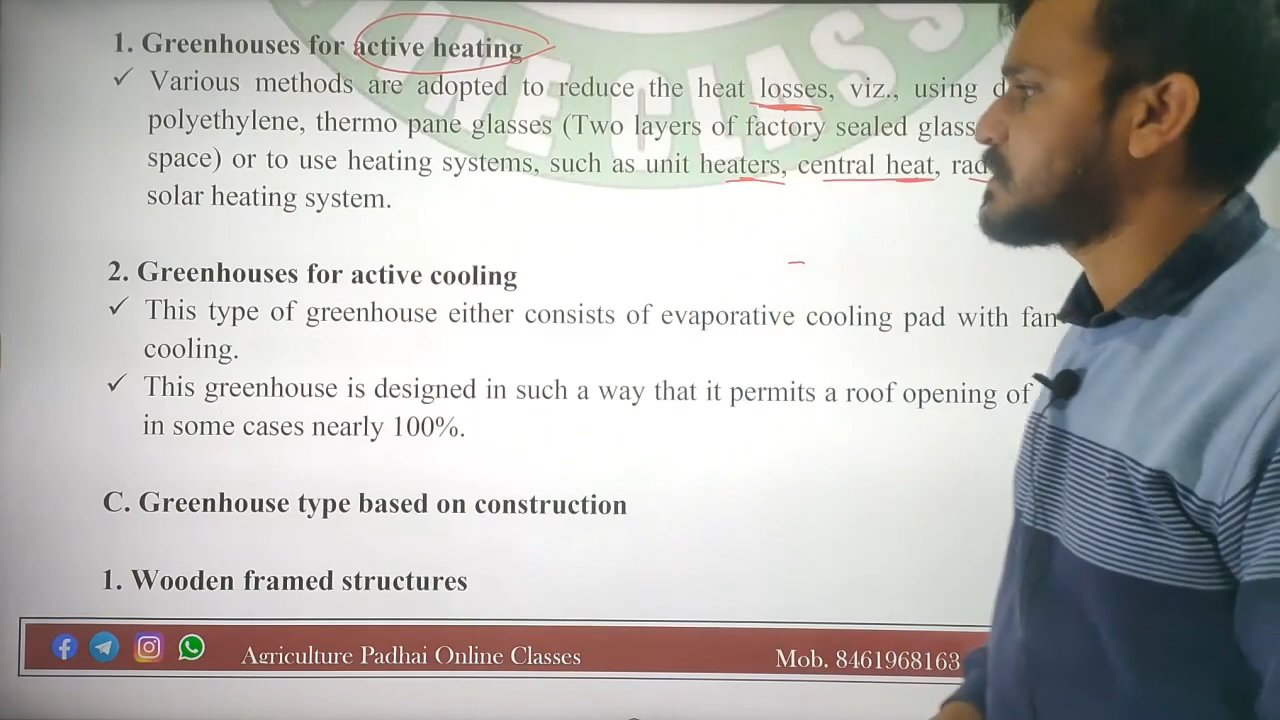 1. Greenhouses for active heating
✓ Various methods are adopted to reduce the heat losses, viz., using
polyethylene, thermo pane glasses (Two layers of factory sealed glass
space) or to use heating systems, such as unit heaters, central heat,
solar heating system.
2. Greenhouses for active cooling
✓ This type of greenhouse either consists of evaporative cooling pad with fan
cooling.
✓ This greenhouse is designed in such a way that it permits a roof opening of
in some cases nearly 100%.
C. Greenhouse type based on construction
1. Wooden framed structures
Agriculture Padhai Online Classes
Mob. 8461968163